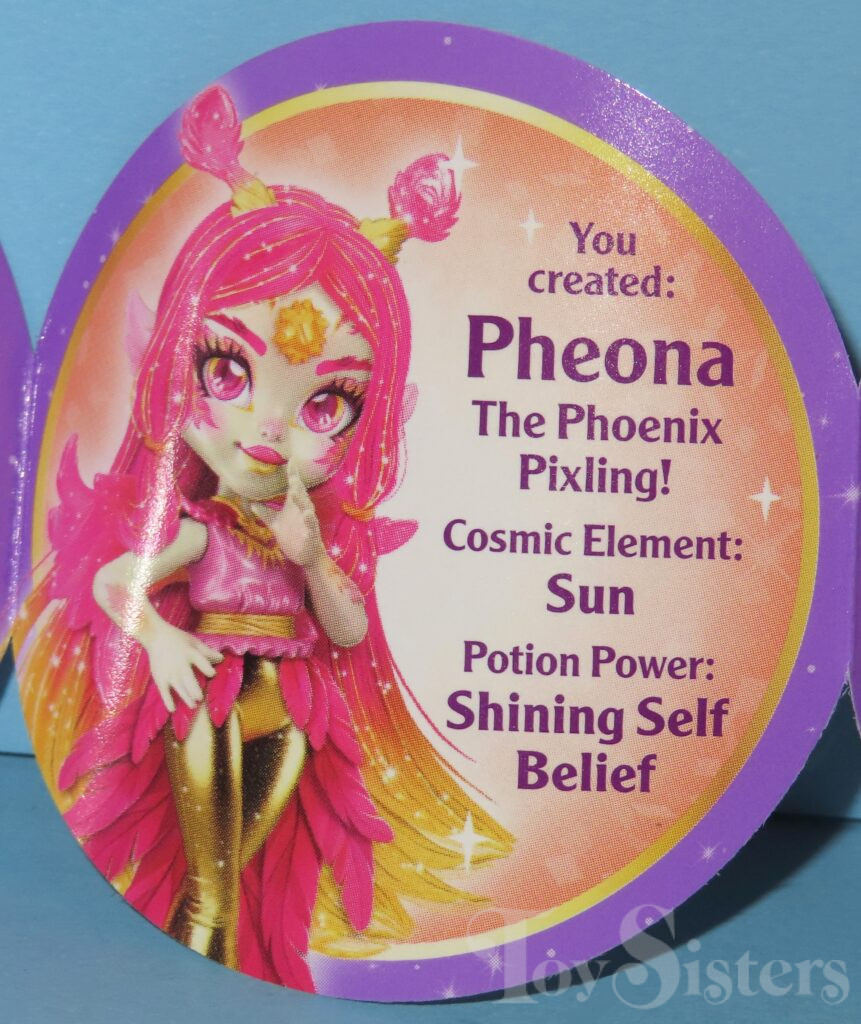 You
created:
Pheona
The Phoenix
Pixling!
Cosmic Element:
Sun
Potion Power:
Shining Self
Belief
ToySisters